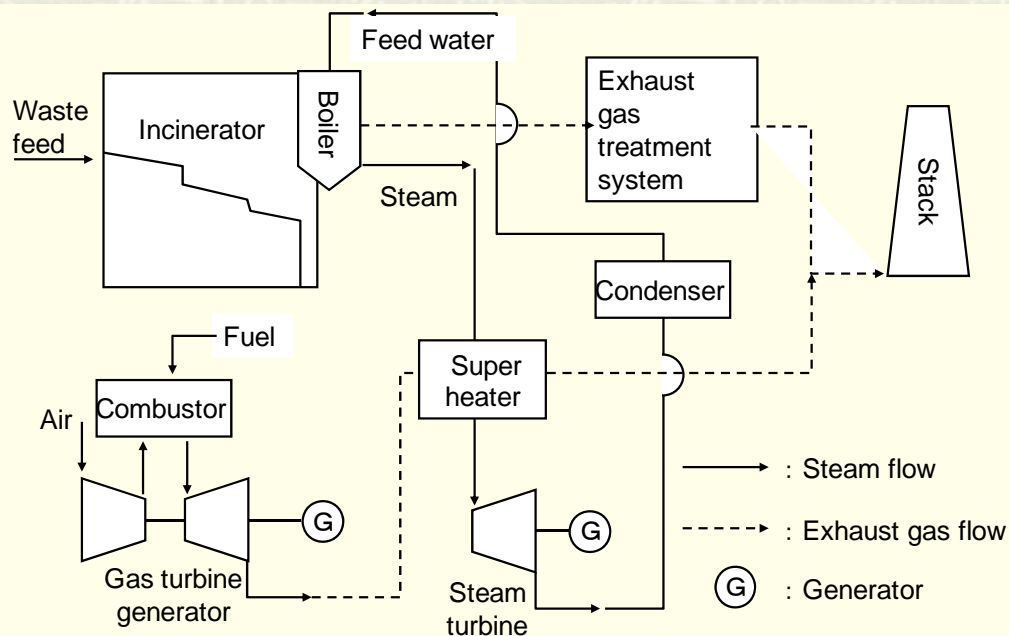 Feed water
Waste
feed
Incinerator
Boiler
Exhaust
gas
treatment
system
Stack
Steam
Condenser
Fuel
Super
heater
Combustor
Air
: Steam flow
G
G
: Exhaust gas flow
Gas turbine
generator
Steam
turbine
G
: Generator